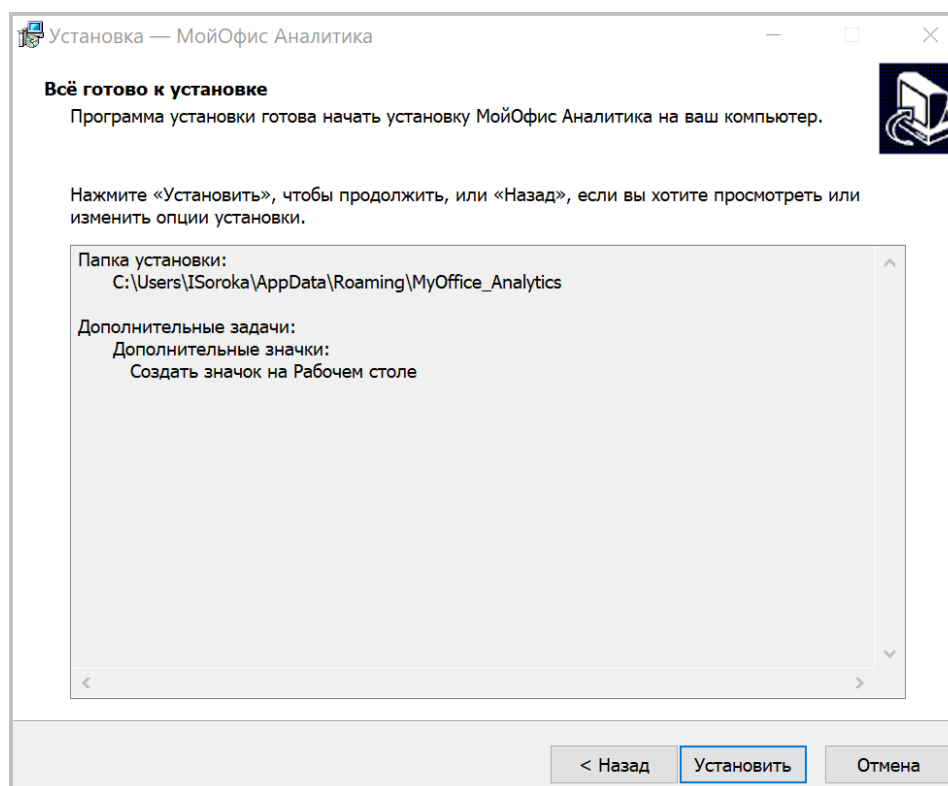 Установка — МойОфис Аналитика
Всё готово к установке
Программа установки готова начать установку МойОфис Аналитика на ваш компьютер.
Нажмите «Установить», чтобы продолжить, или «Назад», если вы хотите просмотреть или
изменить опции установки.
Папка установки:
C:\Users\ISoroka\AppData\Roaming\MyOffice_Analytics
Дополнительные задачи:
Дополнительные значки:
Создать значок на Рабочем столе
< Назад
Установить
Отмена